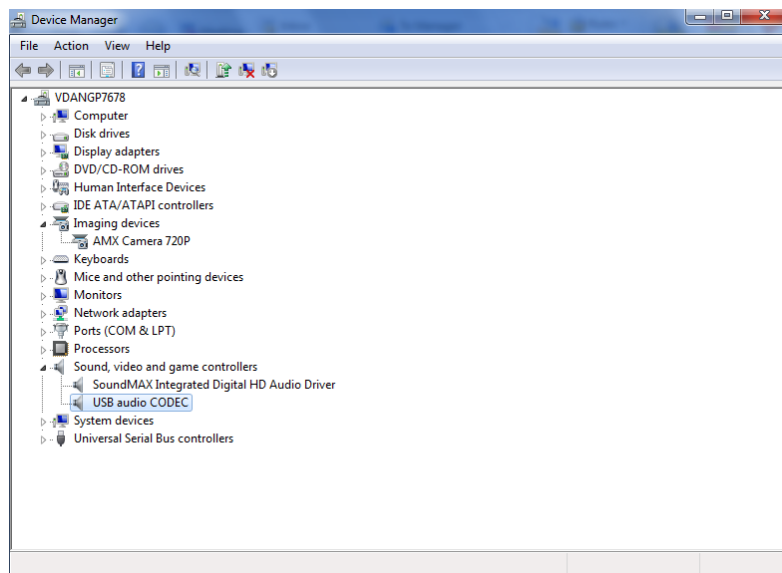 Device Manager
File Action View Help
VDANGP7678
Computer
Disk drives
Display adapters
DVD/CD-ROM drives
Human Interface Devices
IDE ATA/ATAPI controllers
Imaging devices
AMX Camera 720P
Keyboards
Mice and other pointing devices
Monitors
Network adapters
Ports (COM & LPT)
Processors
Sound, video and game controllers
SoundMAX Integrated Digital HD Audio Driver
USB audio CODEC
System devices
Universal Serial Bus controllers